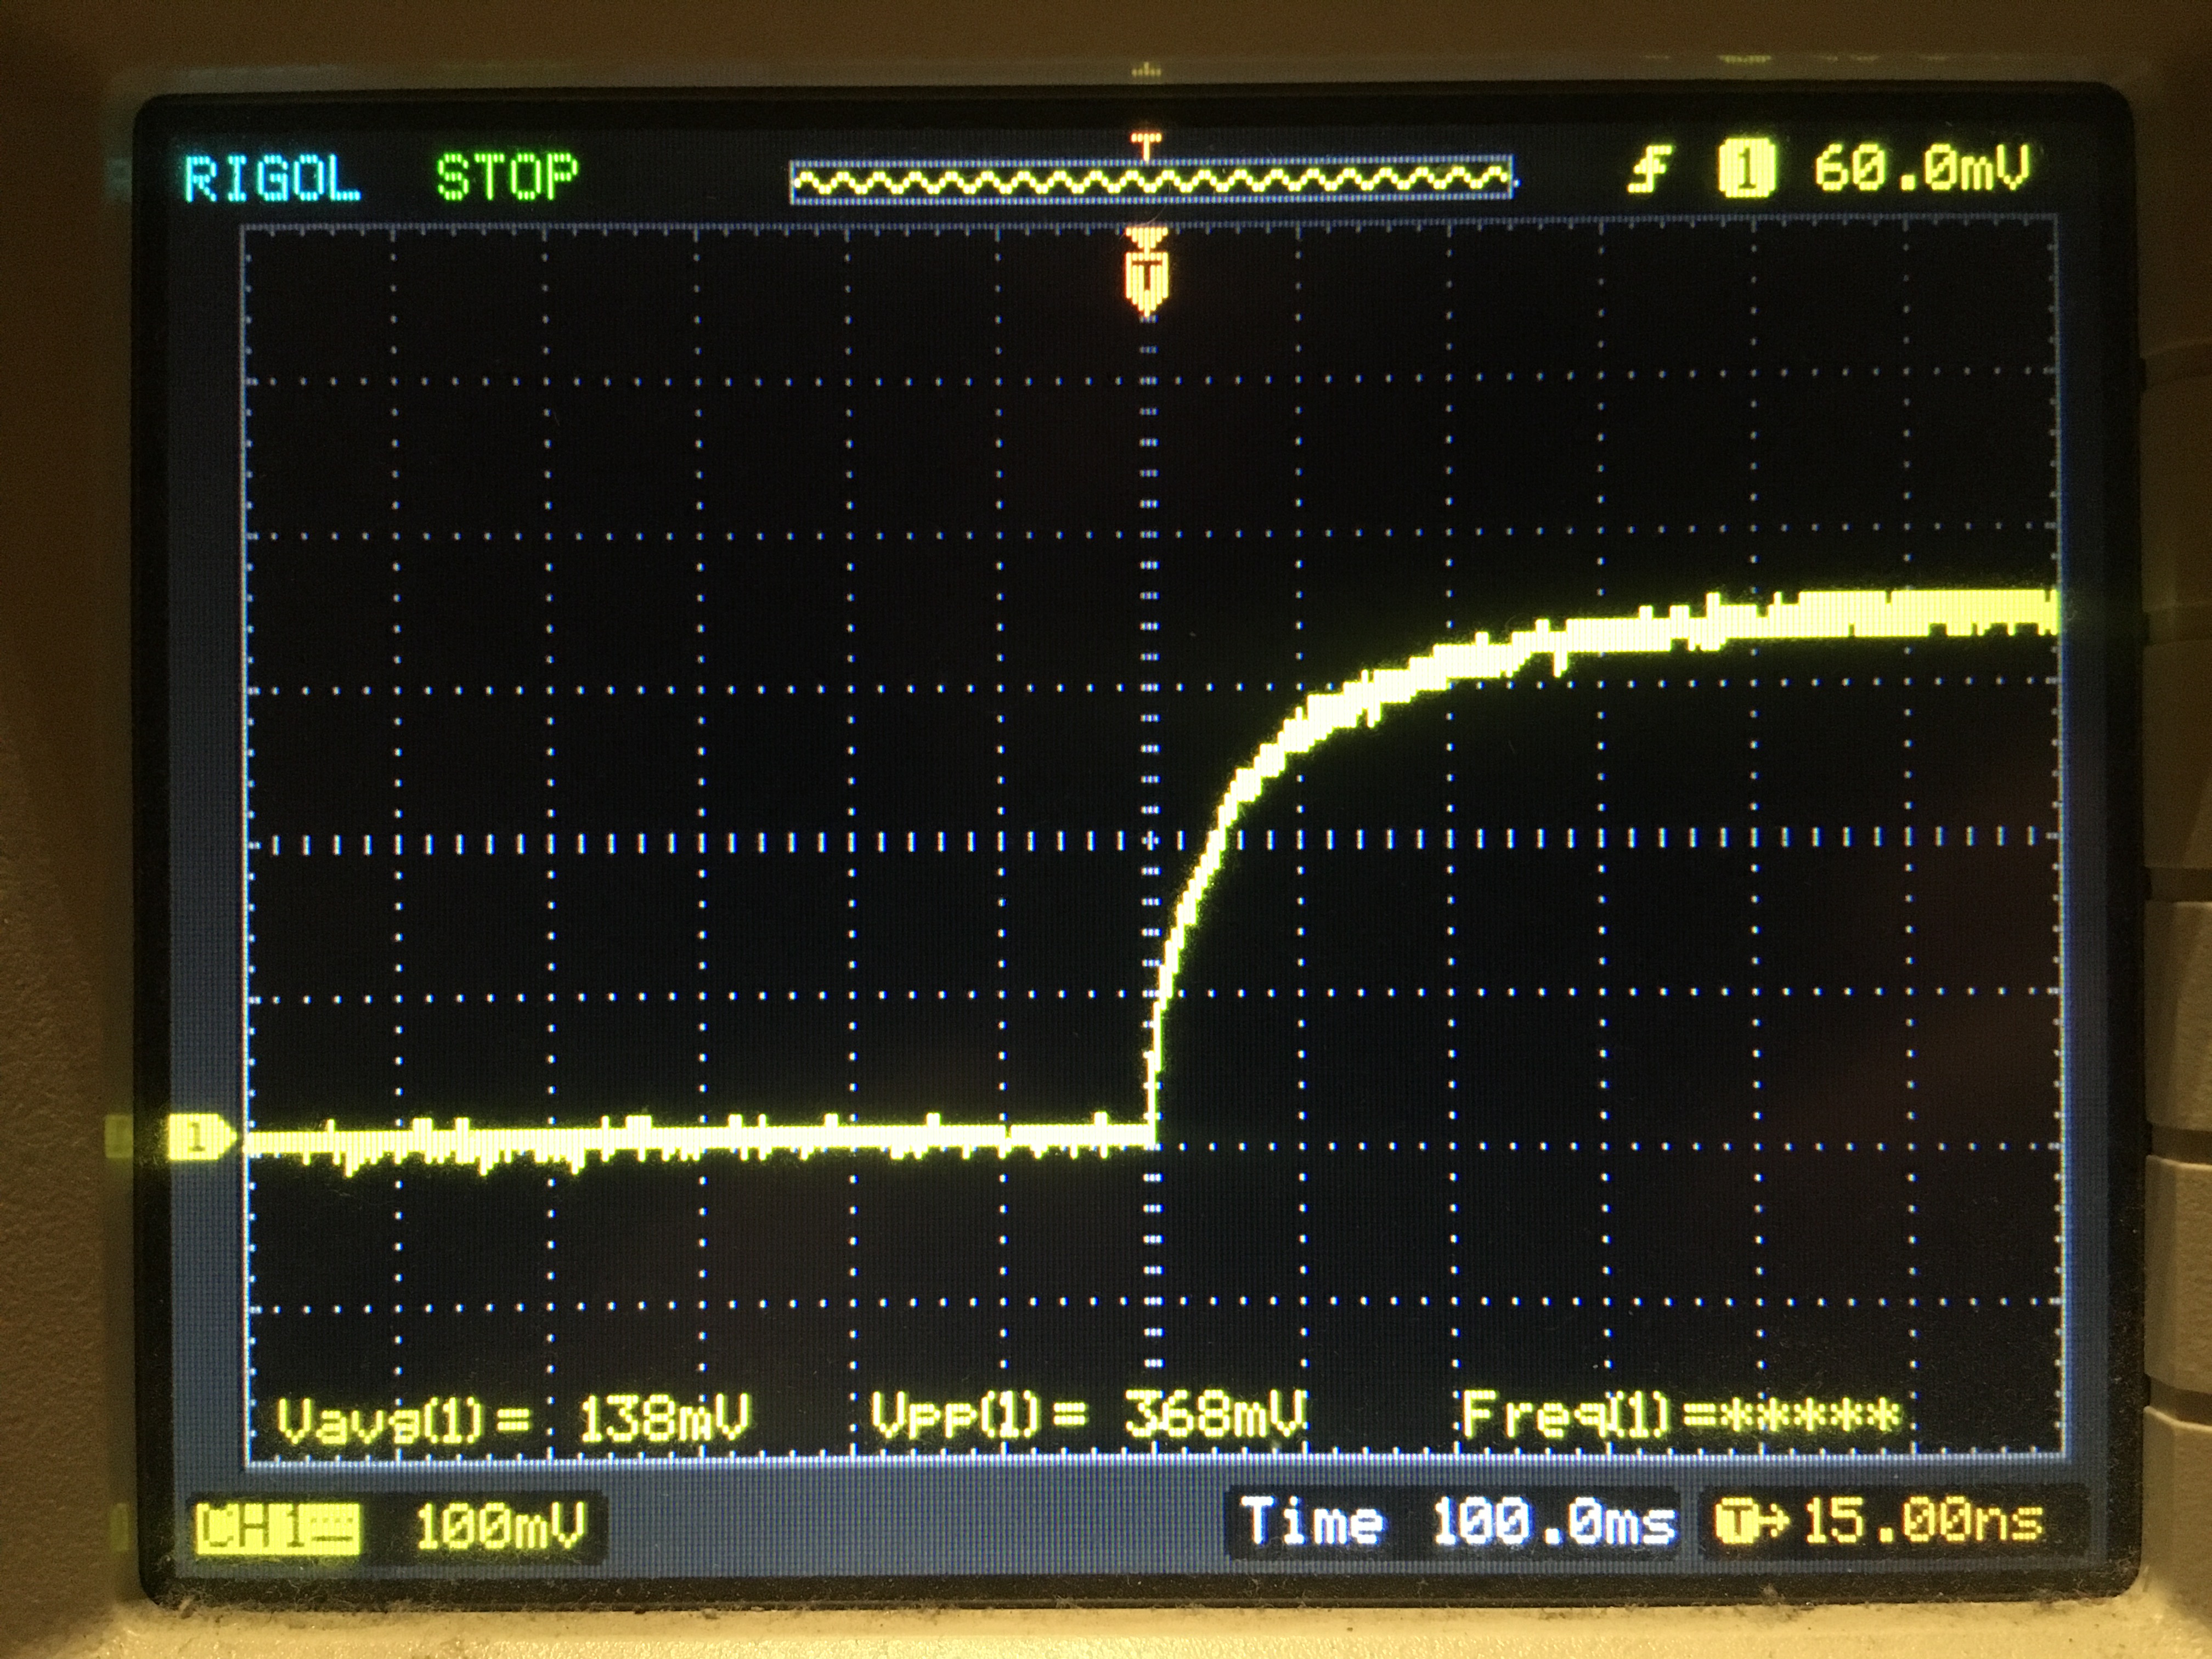 T
RIGOL STOP 1 60.0mV
T
1
Vavg(1)= 138mV Vpp(1)= 368mV Freq(1)=*****
CH1 100mV Time 100.0ms T→15.00ns